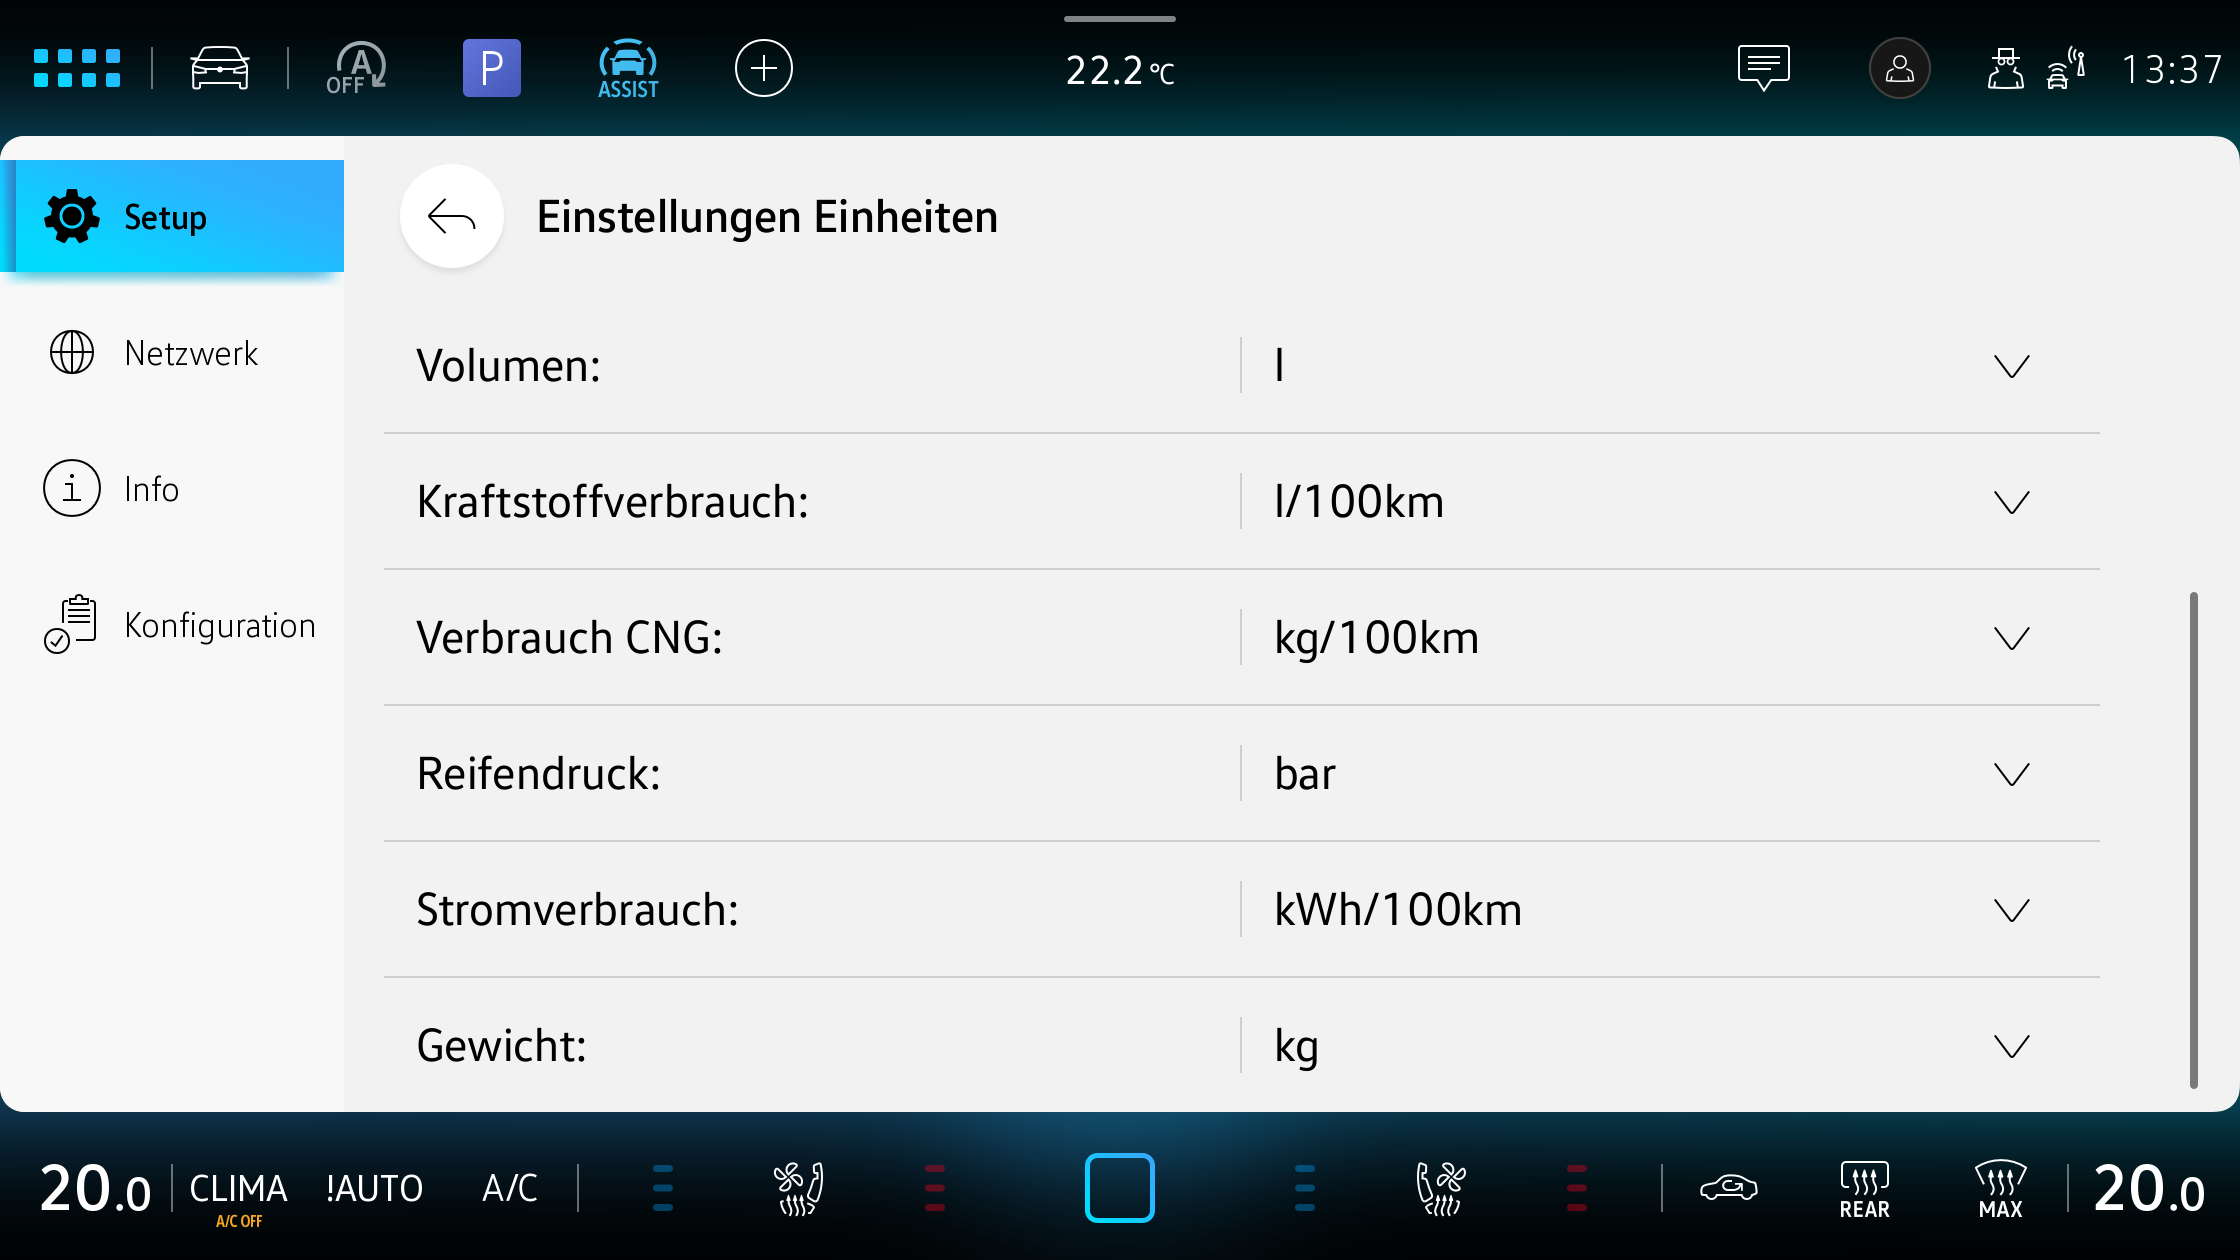 A OFF
P
ASSIST
22.2°C
13:37
Setup
Netzwerk
Info
Konfiguration
Einstellungen Einheiten
Volumen: l
Kraftstoffverbrauch: l/100km
Verbrauch CNG: kg/100km
Reifendruck: bar
Stromverbrauch: kWh/100km
Gewicht: kg
20.0
CLIMA
A/C OFF
!AUTO
A/C
REAR
MAX
20.0